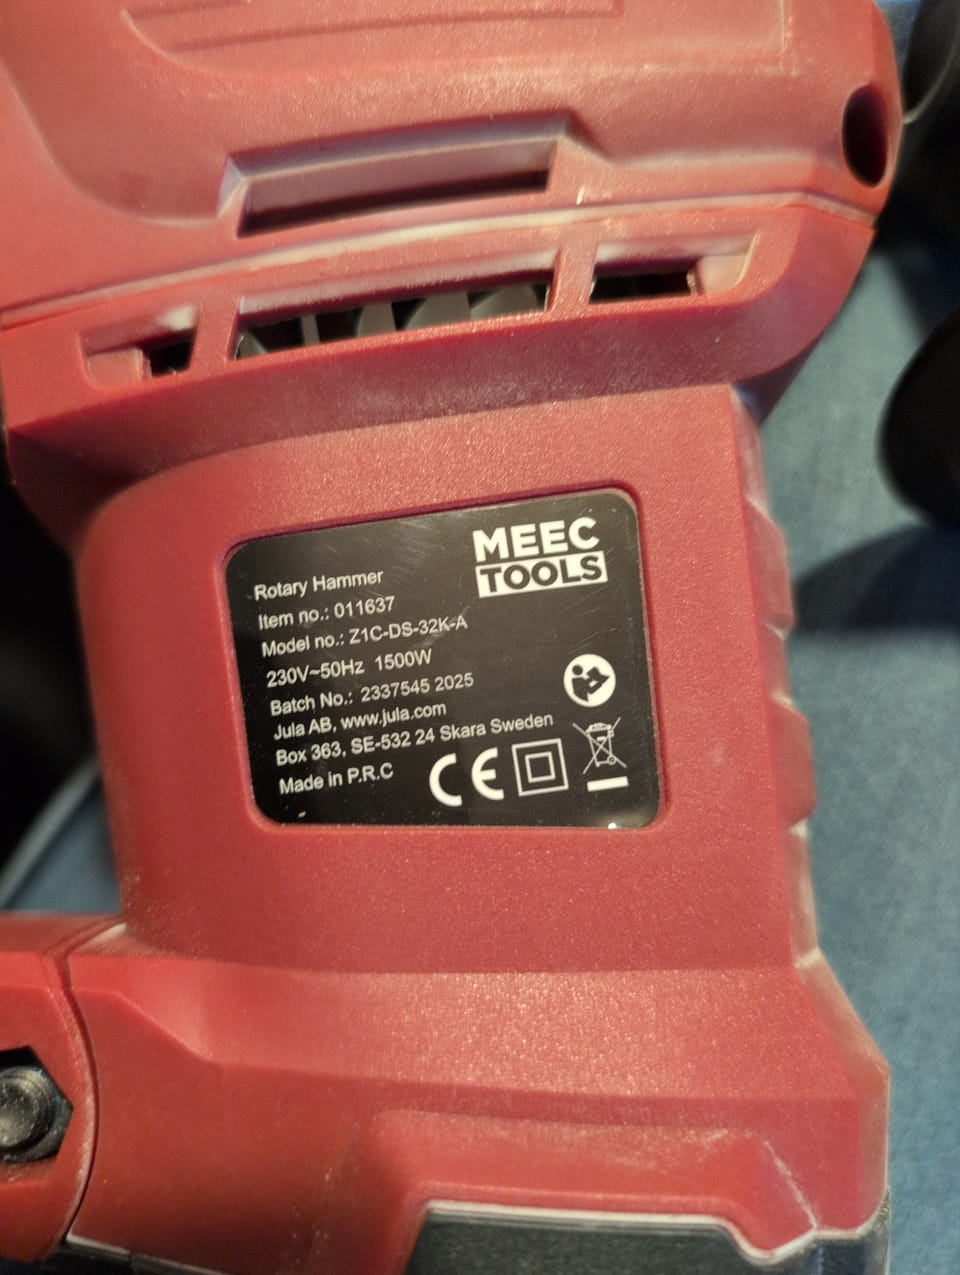 MEEC
TOOLS
Rotary Hammer
Item no.: 011637
Model no.: Z1C-DS-32K-A
230V~50Hz 1500W
Batch No.: 2337545 2025
Jula AB, www.jula.com
Box 363, SE-532 24 Skara Sweden
Made in P.R.C
CE